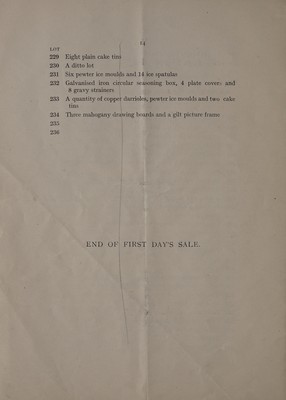 14
LOT
229 Eight plain cake tins
230 A ditto lot
231 Six pewter ice moulds and 14 ice spatulas
232 Galvanised iron circular seasoning box, 4 plate covers and
6 gravy strainers
233 A quantity of copper darrioles, pewter ice moulds and two cake
tins
234 Three mahogany drawing boards and a gilt picture frame
235
236
END OF FIRST DAY'S SALE.